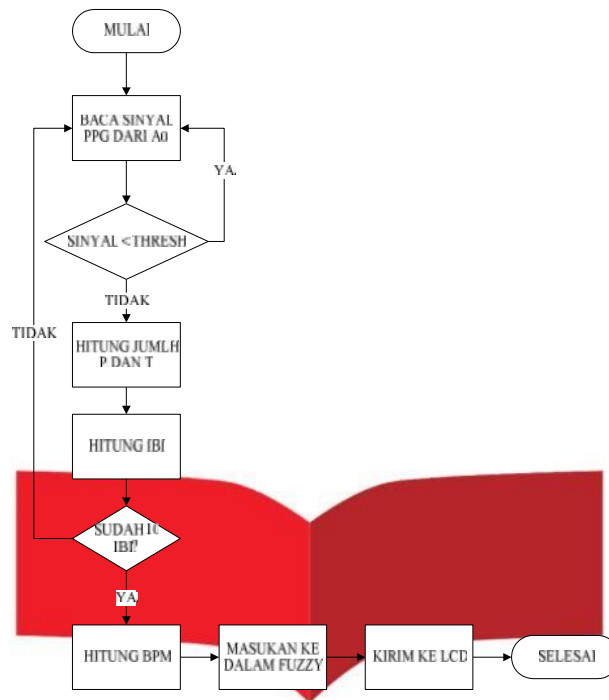 MULAI
BACA SINYAL
PPG DARI A0
YA
SINYAL < THRESH
TIDAK
TIDAK
HITUNG JUMLH
P DAN T
HITUNG IBI
SUDAH 10
IBI?
YA
HITUNG BPM
MASUKAN KE
DALAM FUZZY
KIRIM KE LCD
SELESAI